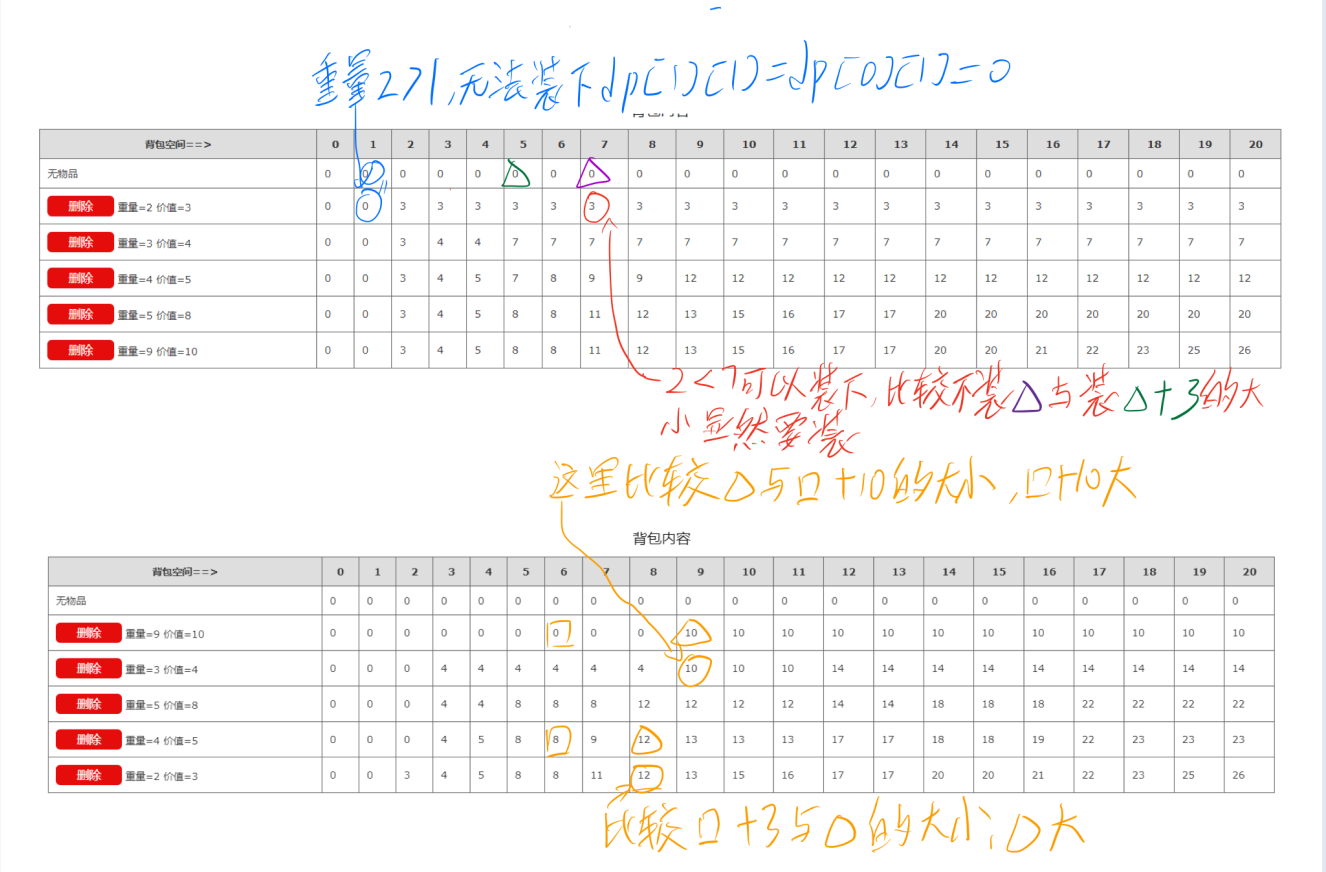 重量2>1,无法装下dp[1][1]=dp[0][1]=0
背包内容
背包空间==> 0 1 2 3 4 5 6 7 8 9 10 11 12 13 14 15 16 17 18 19 20
无物品 0 0 0 0 0 0 0 0 0 0 0 0 0 0 0 0 0 0 0 0 0
删除 重量=2 价值=3 0 0 3 3 3 3 3 3 3 3 3 3 3 3 3 3 3 3 3 3 3
删除 重量=3 价值=4 0 0 3 4 4 7 7 7 7 7 7 7 7 7 7 7 7 7 7 7 7
删除 重量=4 价值=5 0 0 3 4 5 7 8 9 9 12 12 12 12 12 12 12 12 12 12 12 12
删除 重量=5 价值=8 0 0 3 4 5 8 8 11 12 13 15 16 17 17 20 20 20 20 20 20 20
删除 重量=9 价值=10 0 0 3 4 5 8 8 11 12 13 15 16 17 17 20 20 21 22 23 25 26
2<7可以装下,比较不装△与装△+3的大
小显然要装
这里比较△与□+10的大小,□+10大
背包内容
背包空间==> 0 1 2 3 4 5 6 7 8 9 10 11 12 13 14 15 16 17 18 19 20
无物品 0 0 0 0 0 0 0 0 0 0 0 0 0 0 0 0 0 0 0 0 0
删除 重量=9 价值=10 0 0 0 0 0 0 0 0 0 10 10 10 10 10 10 10 10 10 10 10 10
删除 重量=3 价值=4 0 0 0 4 4 4 4 4 4 10 10 10 14 14 14 14 14 14 14 14 14
删除 重量=5 价值=8 0 0 0 4 4 8 8 8 12 12 12 12 14 14 18 18 18 22 22 22 22
删除 重量=4 价值=5 0 0 0 4 5 8 8 9 12 13 13 13 17 17 18 18 19 22 23 23 23
删除 重量=2 价值=3 0 0 3 4 5 8 8 11 12 13 15 16 17 17 20 20 21 22 23 25 26
比较□+3与△的大小;△大